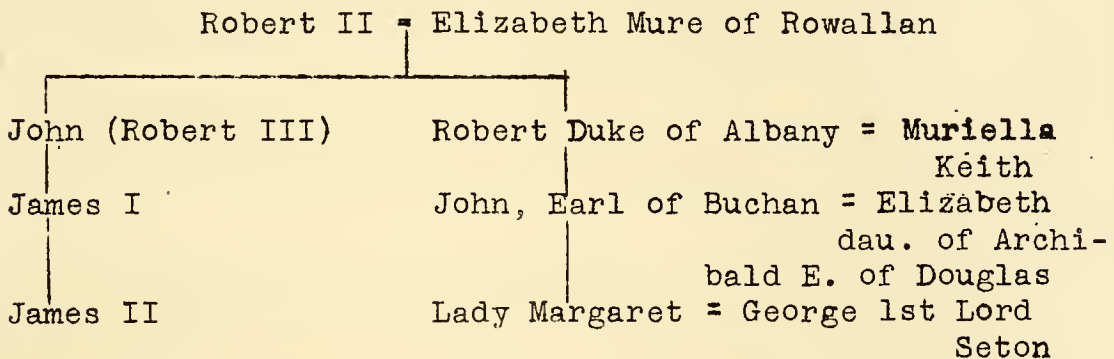 Robert II = Elizabeth Mure of Rowallan
John (Robert III) Robert Duke of Albany = Muriella
Keith
James I John, Earl of Buchan = Elizabeth
dau. of Archi-
bald E. of Douglas
James II Lady Margaret = George 1st Lord
Seton